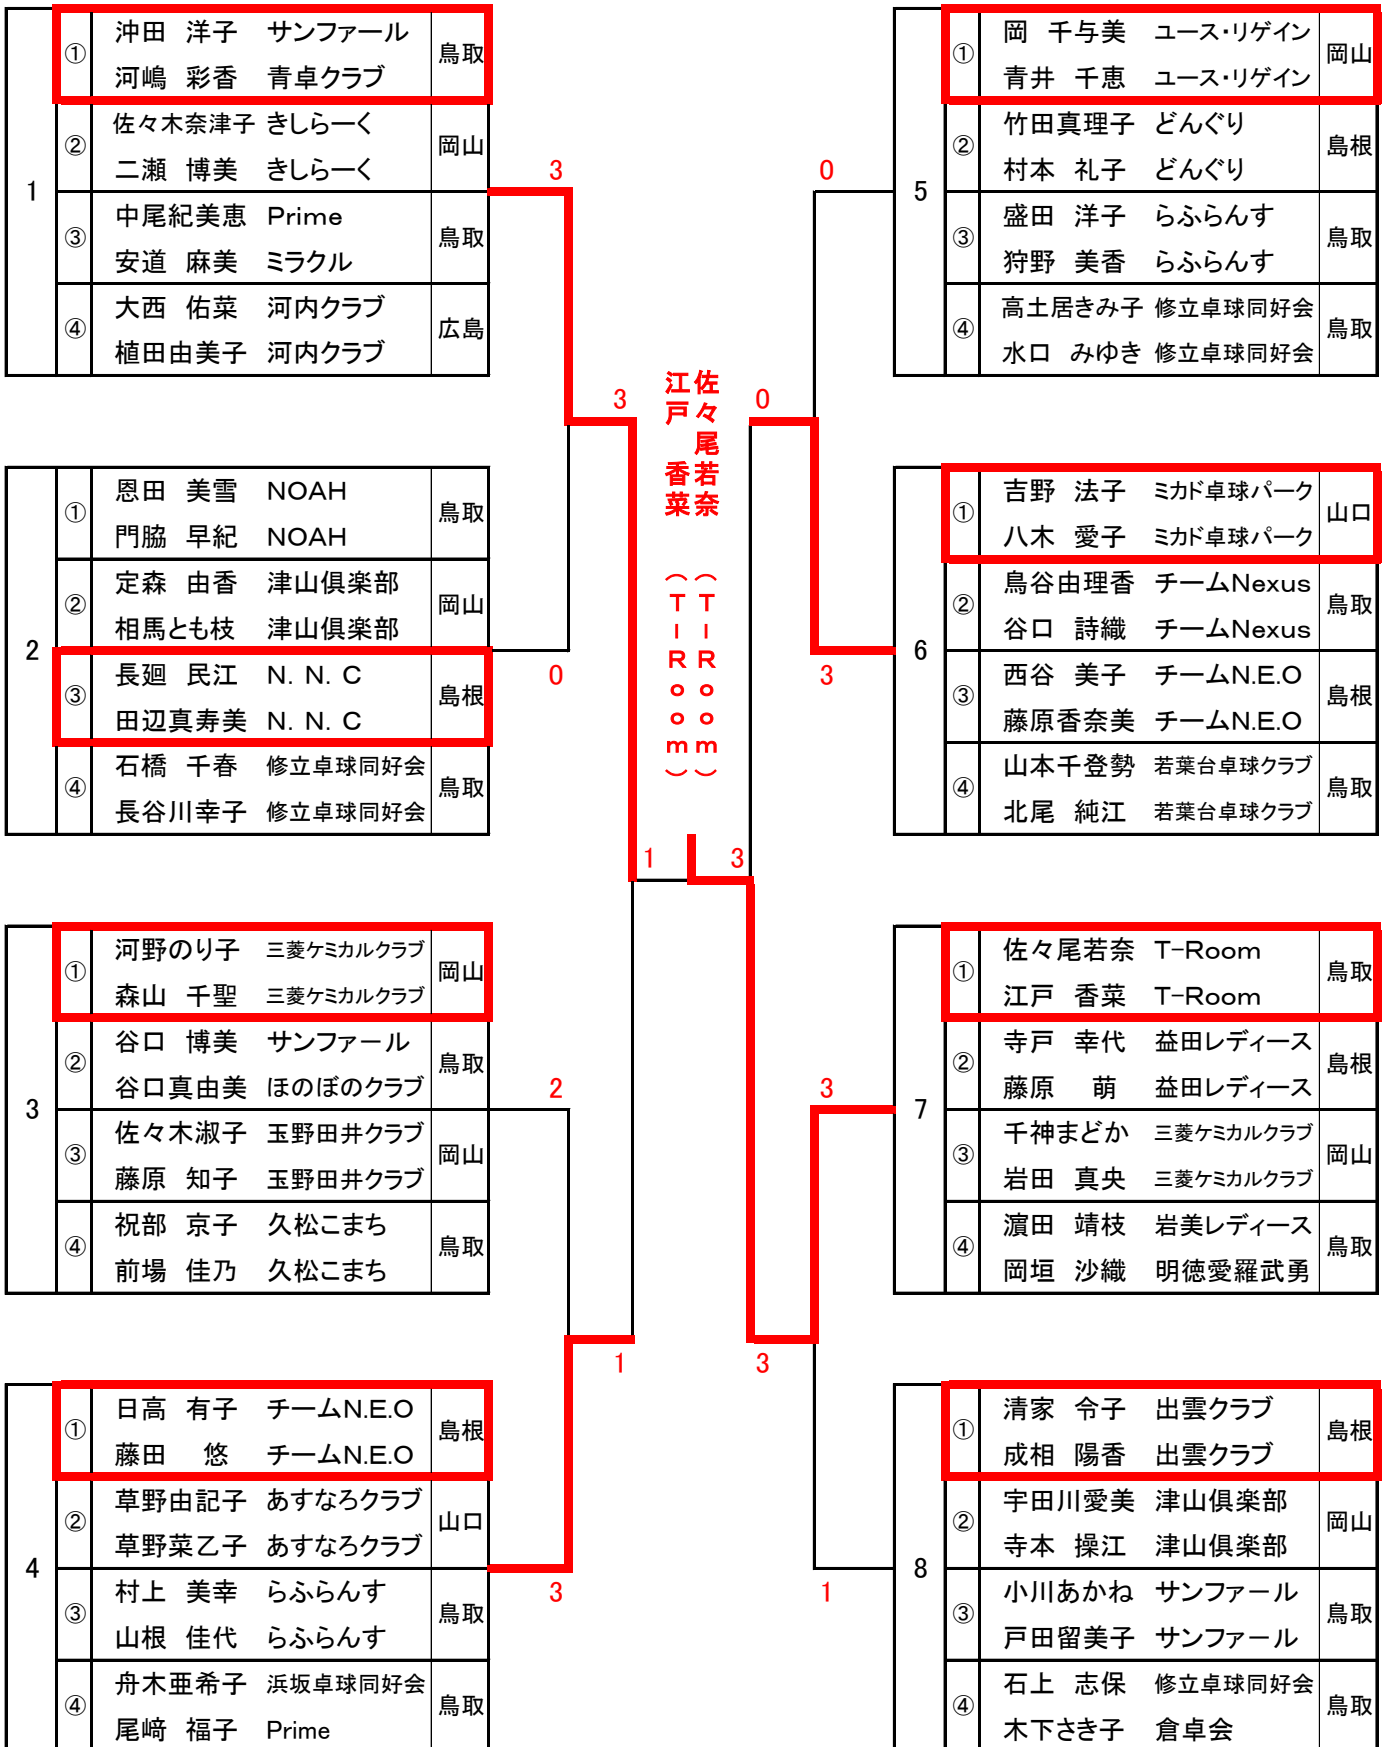 1
① 沖田 洋子 サンファール 鳥取
河嶋 彩香 青卓クラブ
② 佐々木奈津子 きしらーく 岡山
二瀬 博美 きしらーく
③ 中尾紀美恵 Prime 鳥取
安道 麻美 ミラクル
④ 大西 佑菜 河内クラブ 広島
植田由美子 河内クラブ
2
① 恩田 美雪 NOAH 鳥取
門脇 早紀 NOAH
② 定森 由香 津山倶楽部 岡山
相馬とも枝 津山倶楽部
③ 長廻 民江 N. N. C 島根
田辺真寿美 N. N. C
④ 石橋 千春 修立卓球同好会 鳥取
長谷川幸子 修立卓球同好会
3
① 河野のり子 三菱ケミカルクラブ 岡山
森山 千聖 三菱ケミカルクラブ
② 谷口 博美 サンファール 鳥取
谷口真由美 ほのぼのクラブ
③ 佐々木淑子 玉野田井クラブ 岡山
藤原 知子 玉野田井クラブ
④ 祝部 京子 久松こまち 鳥取
前場 佳乃 久松こまち
4
① 日高 有子 チームN.E.O 島根
藤田 悠 チームN.E.O
② 草野由記子 あすなろクラブ 山口
草野菜乙子 あすなろクラブ
③ 村上 美幸 らふらんす 鳥取
山根 佳代 らふらんす
④ 舟木亜希子 浜坂卓球同好会 鳥取
尾﨑 福子 Prime
3
3
0
2
1
3
1
佐々尾若奈 (T-Room)
江戸 香菜 (T-Room)
3
0
0
3
3
3
1
5
① 岡 千与美 ユース・リゲイン 岡山
青井 千恵 ユース・リゲイン
② 竹田真理子 どんぐり 島根
村本 礼子 どんぐり
③ 盛田 洋子 らふらんす 鳥取
狩野 美香 らふらんす
④ 高土居きみ子 修立卓球同好会 鳥取
水口 みゆき 修立卓球同好会
6
① 吉野 法子 ミカド卓球パーク 山口
八木 愛子 ミカド卓球パーク
② 鳥谷由理香 チームNexus 鳥取
谷口 詩織 チームNexus
③ 西谷 美子 チームN.E.O 島根
藤原香奈美 チームN.E.O
④ 山本千登勢 若葉台卓球クラブ 鳥取
北尾 純江 若葉台卓球クラブ
7
① 佐々尾若奈 T-Room 鳥取
江戸 香菜 T-Room
② 寺戸 幸代 益田レディース 島根
藤原 萌 益田レディース
③ 千神まどか 三菱ケミカルクラブ 岡山
岩田 真央 三菱ケミカルクラブ
④ 濵田 靖枝 岩美レディース 鳥取
岡垣 沙織 明徳愛羅武勇
8
① 清家 令子 出雲クラブ 島根
成相 陽香 出雲クラブ
② 宇田川愛美 津山倶楽部 岡山
寺本 操江 津山倶楽部
③ 小川あかね サンファール 鳥取
戸田留美子 サンファール
④ 石上 志保 修立卓球同好会 鳥取
木下さき子 倉卓会